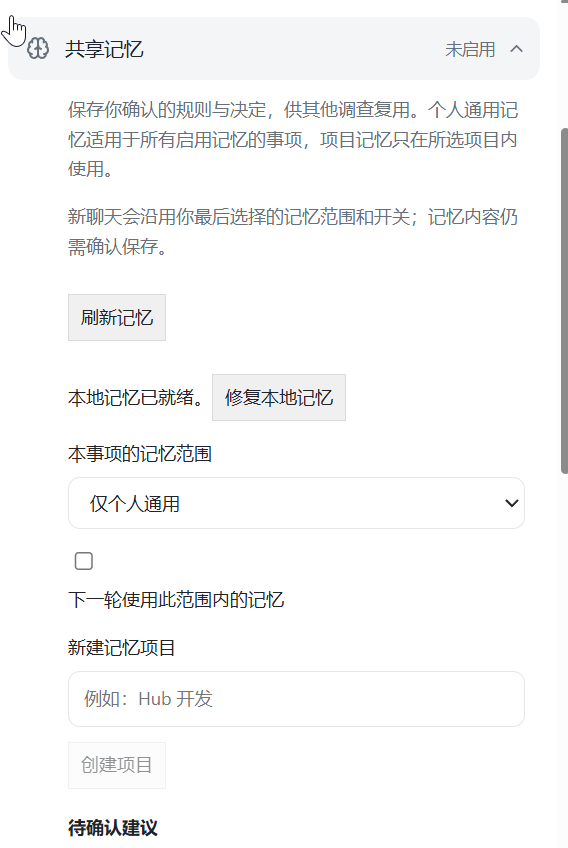 共享记忆 未启用
保存你确认的规则与决定，供其他调查复用。个人通用记
忆适用于所有启用记忆的事项，项目记忆只在所选项目内
使用。
新聊天会沿用你最后选择的记忆范围和开关；记忆内容仍
需确认保存。
刷新记忆
本地记忆已就绪。 修复本地记忆
本事项的记忆范围
仅个人通用
下一轮使用此范围内的记忆
新建记忆项目
例如：Hub 开发
创建项目
待确认建议